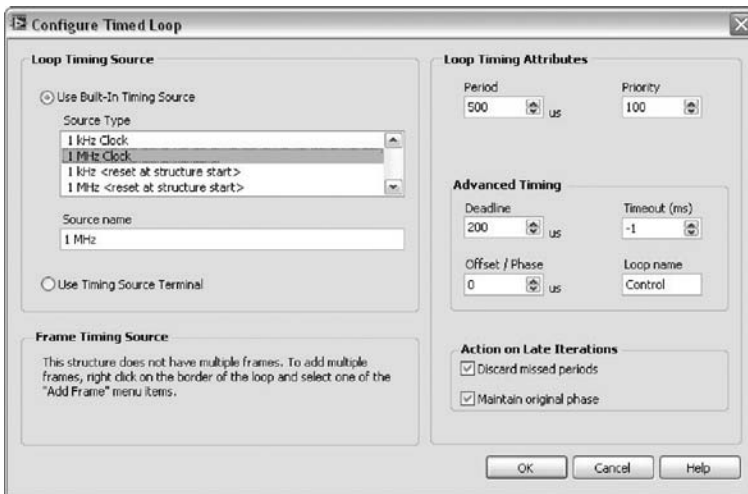 Configure Timed Loop
Loop Timing Source
Use Built-In Timing Source
Source Type
1 kHz Clock
1 MHz Clock
1 kHz <reset at structure start>
1 MHz <reset at structure start>
Source name
1 MHz
Use Timing Source Terminal
Frame Timing Source
This structure does not have multiple frames. To add multiple
frames, right click on the border of the loop and select one of the
"Add Frame" menu items.
Loop Timing Attributes
Period
500 us
Priority
100
Advanced Timing
Deadline
200 us
Timeout (ms)
-1
Offset / Phase
0 us
Loop name
Control
Action on Late Iterations
Discard missed periods
Maintain original phase
OK
Cancel
Help